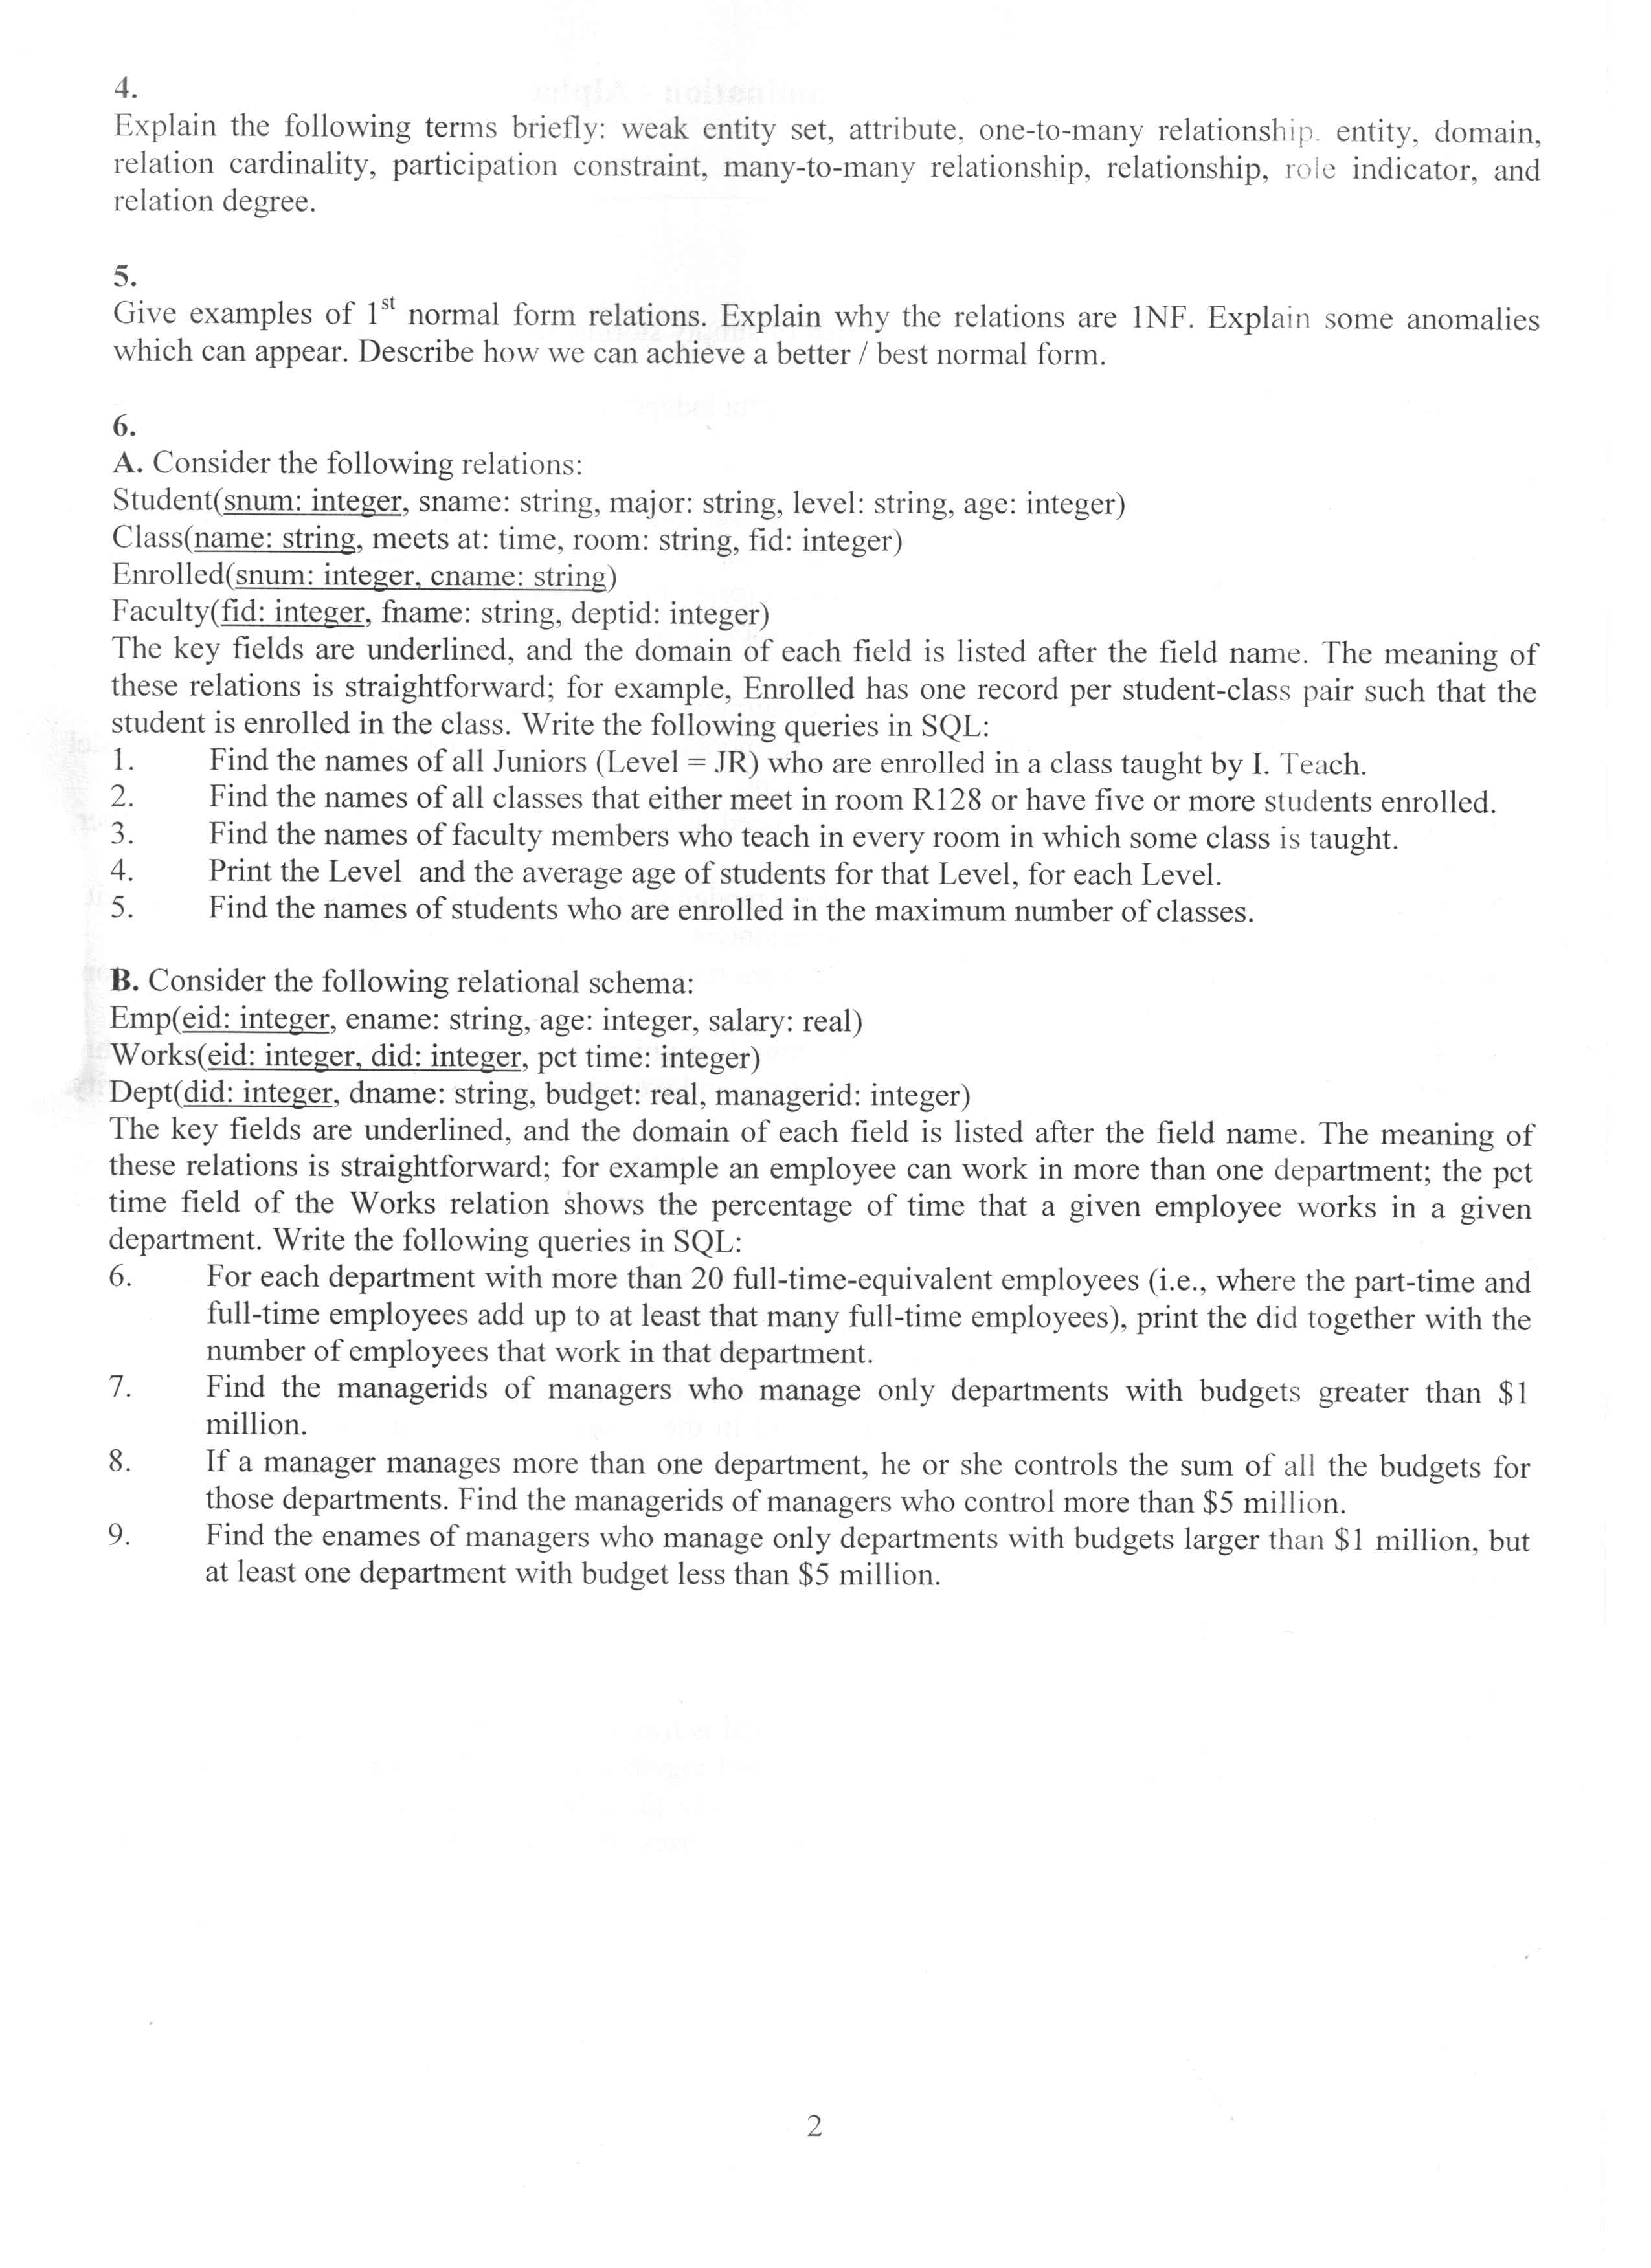 4.
Explain the following terms briefly: weak entity set, attribute, one-to-many relationship. entity, domain,
relation cardinality, participation constraint, many-to-many relationship, relationship, role indicator, and
relation degree.
5.
Give examples of 1st normal form relations. Explain why the relations are 1NF. Explain some anomalies
which can appear. Describe how we can achieve a better / best normal form.
6.
A. Consider the following relations:
Student(snum: integer, sname: string, major: string, level: string, age: integer)
Class(name: string, meets at: time, room: string, fid: integer)
Enrolled(snum: integer, cname: string)
Faculty(fid: integer, fname: string, deptid: integer)
The key fields are underlined, and the domain of each field is listed after the field name. The meaning of
these relations is straightforward; for example, Enrolled has one record per student-class pair such that the
student is enrolled in the class. Write the following queries in SQL:
1. Find the names of all Juniors (Level = JR) who are enrolled in a class taught by I. Teach.
2. Find the names of all classes that either meet in room R128 or have five or more students enrolled.
3. Find the names of faculty members who teach in every room in which some class is taught.
4. Print the Level and the average age of students for that Level, for each Level.
5. Find the names of students who are enrolled in the maximum number of classes.
B. Consider the following relational schema:
Emp(eid: integer, ename: string, age: integer, salary: real)
Works(eid: integer, did: integer, pct time: integer)
Dept(did: integer, dname: string, budget: real, managerid: integer)
The key fields are underlined, and the domain of each field is listed after the field name. The meaning of
these relations is straightforward; for example an employee can work in more than one department; the pct
time field of the Works relation shows the percentage of time that a given employee works in a given
department. Write the following queries in SQL:
6. For each department with more than 20 full-time-equivalent employees (i.e., where the part-time and
full-time employees add up to at least that many full-time employees), print the did together with the
number of employees that work in that department.
7. Find the managerids of managers who manage only departments with budgets greater than $1
million.
8. If a manager manages more than one department, he or she controls the sum of all the budgets for
those departments. Find the managerids of managers who control more than $5 million.
9. Find the enames of managers who manage only departments with budgets larger than $1 million, but
at least one department with budget less than $5 million.
2